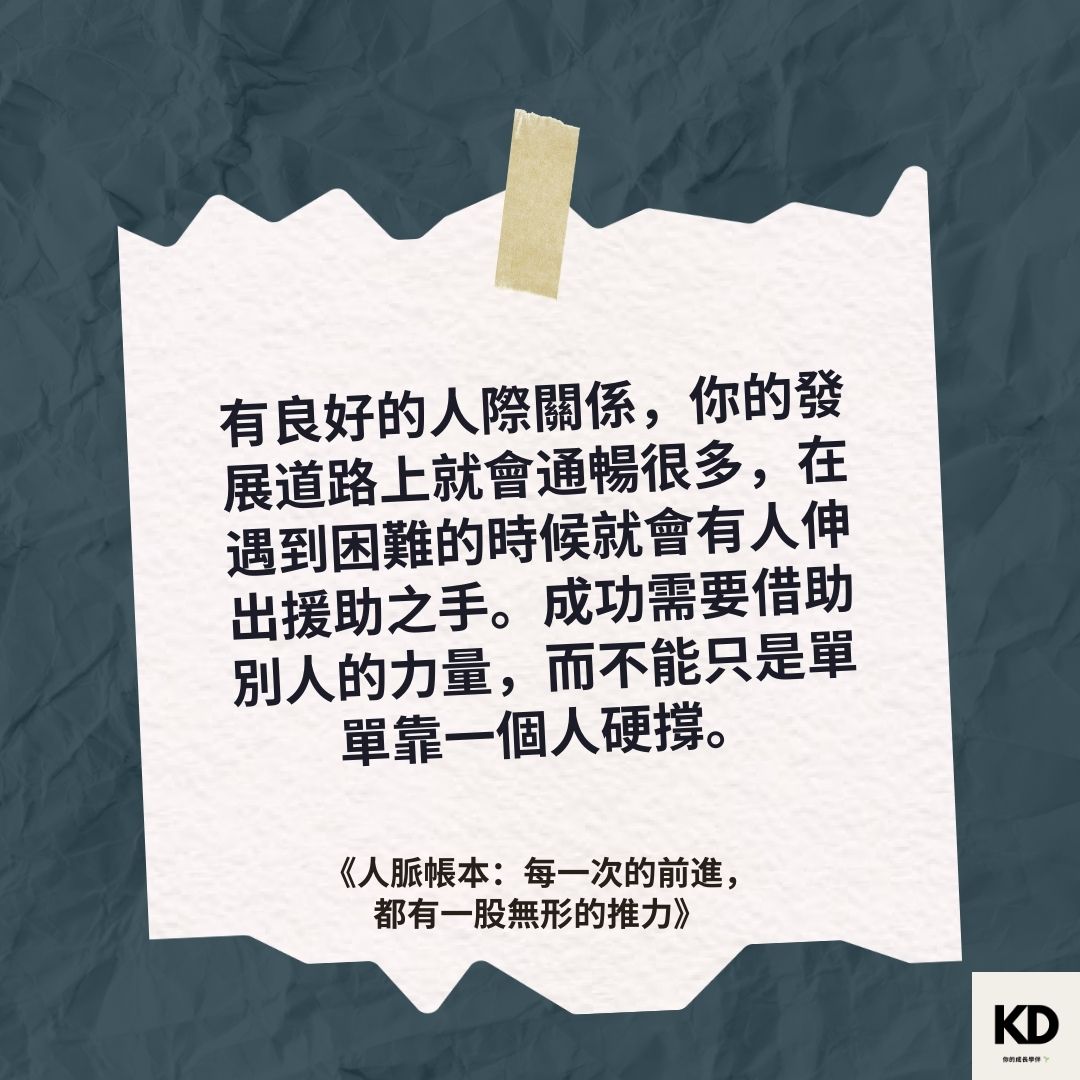 有良好的人際關係，你的發
展道路上就會通暢很多，在
遇到困難的時候就會有人伸
出援助之手。成功需要借助
別人的力量，而不能只是單
單靠一個人硬撐。
《人脈帳本：每一次的前進，
都有一股無形的推力》
KD
你的成長學伴